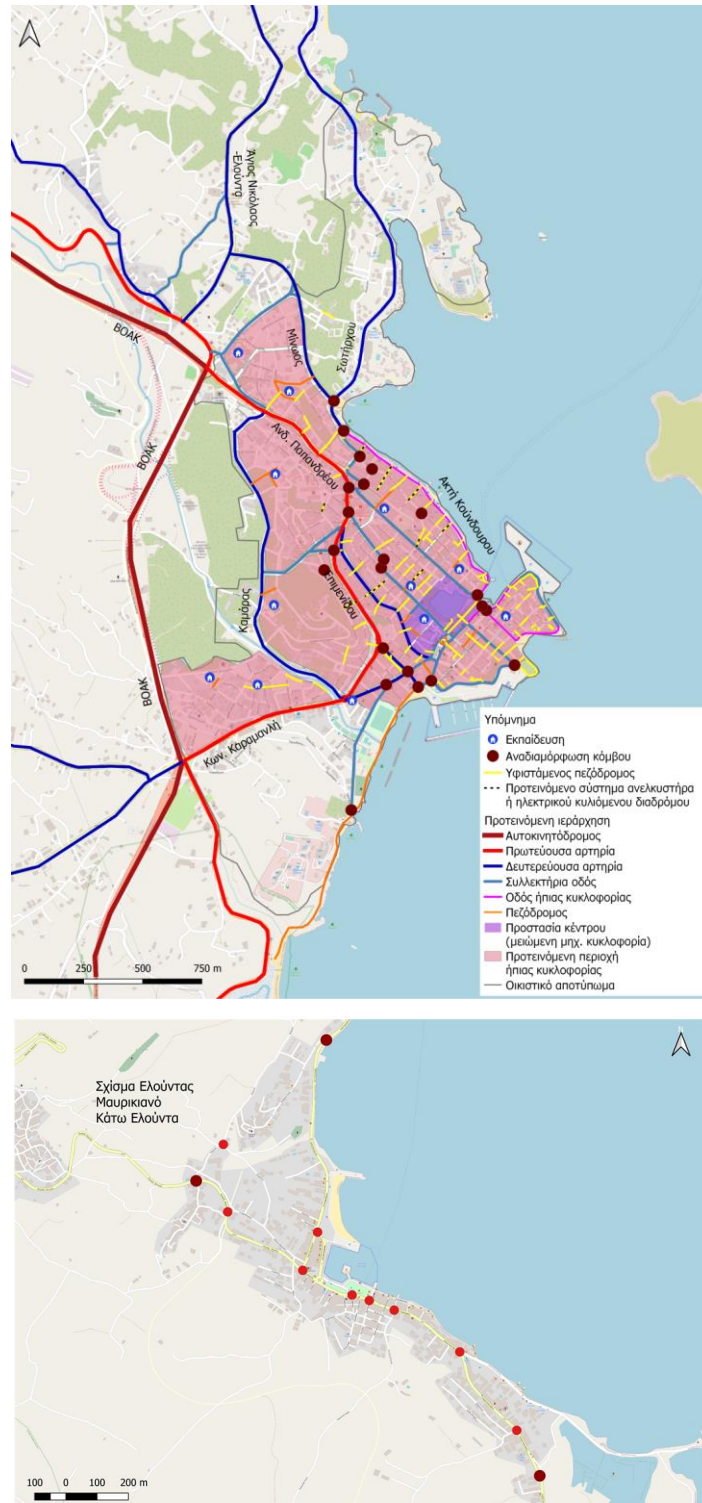 Άγιος Νικόλαος
-Ελούντα
ΒΟΑΚ
Μίνωος
Σωτήρχου
Ανδ. Παπανδρέου
ΒΟΑΚ
Ακτή Κούνδουρου
Επιμενίδου
Καμάρας
ΒΟΑΚ
Κων. Καραμανλή
Υπόμνημα
Εκπαίδευση
Αναδιαμόρφωση κόμβου
Υφιστάμενος πεζόδρομος
Προτεινόμενο σύστημα ανελκυστήρα
ή ηλεκτρικού κυλιόμενου διαδρόμου
Προτεινόμενη ιεράρχηση
Αυτοκινητόδρομος
Πρωτεύουσα αρτηρία
Δευτερεύουσα αρτηρία
Συλλεκτήρια οδός
Οδός ήπιας κυκλοφορίας
Πεζόδρομος
Προστασία κέντρου
(μειώμενη μηχ. κυκλοφορία)
Προτεινόμενη περιοχή
ήπιας κυκλοφορίας
Οικιστικό αποτύπωμα
0 250 500 750 m
Σχίσμα Ελούντας
Μαυρικιανό
Κάτω Ελούντα
N
100 0 100 200 m